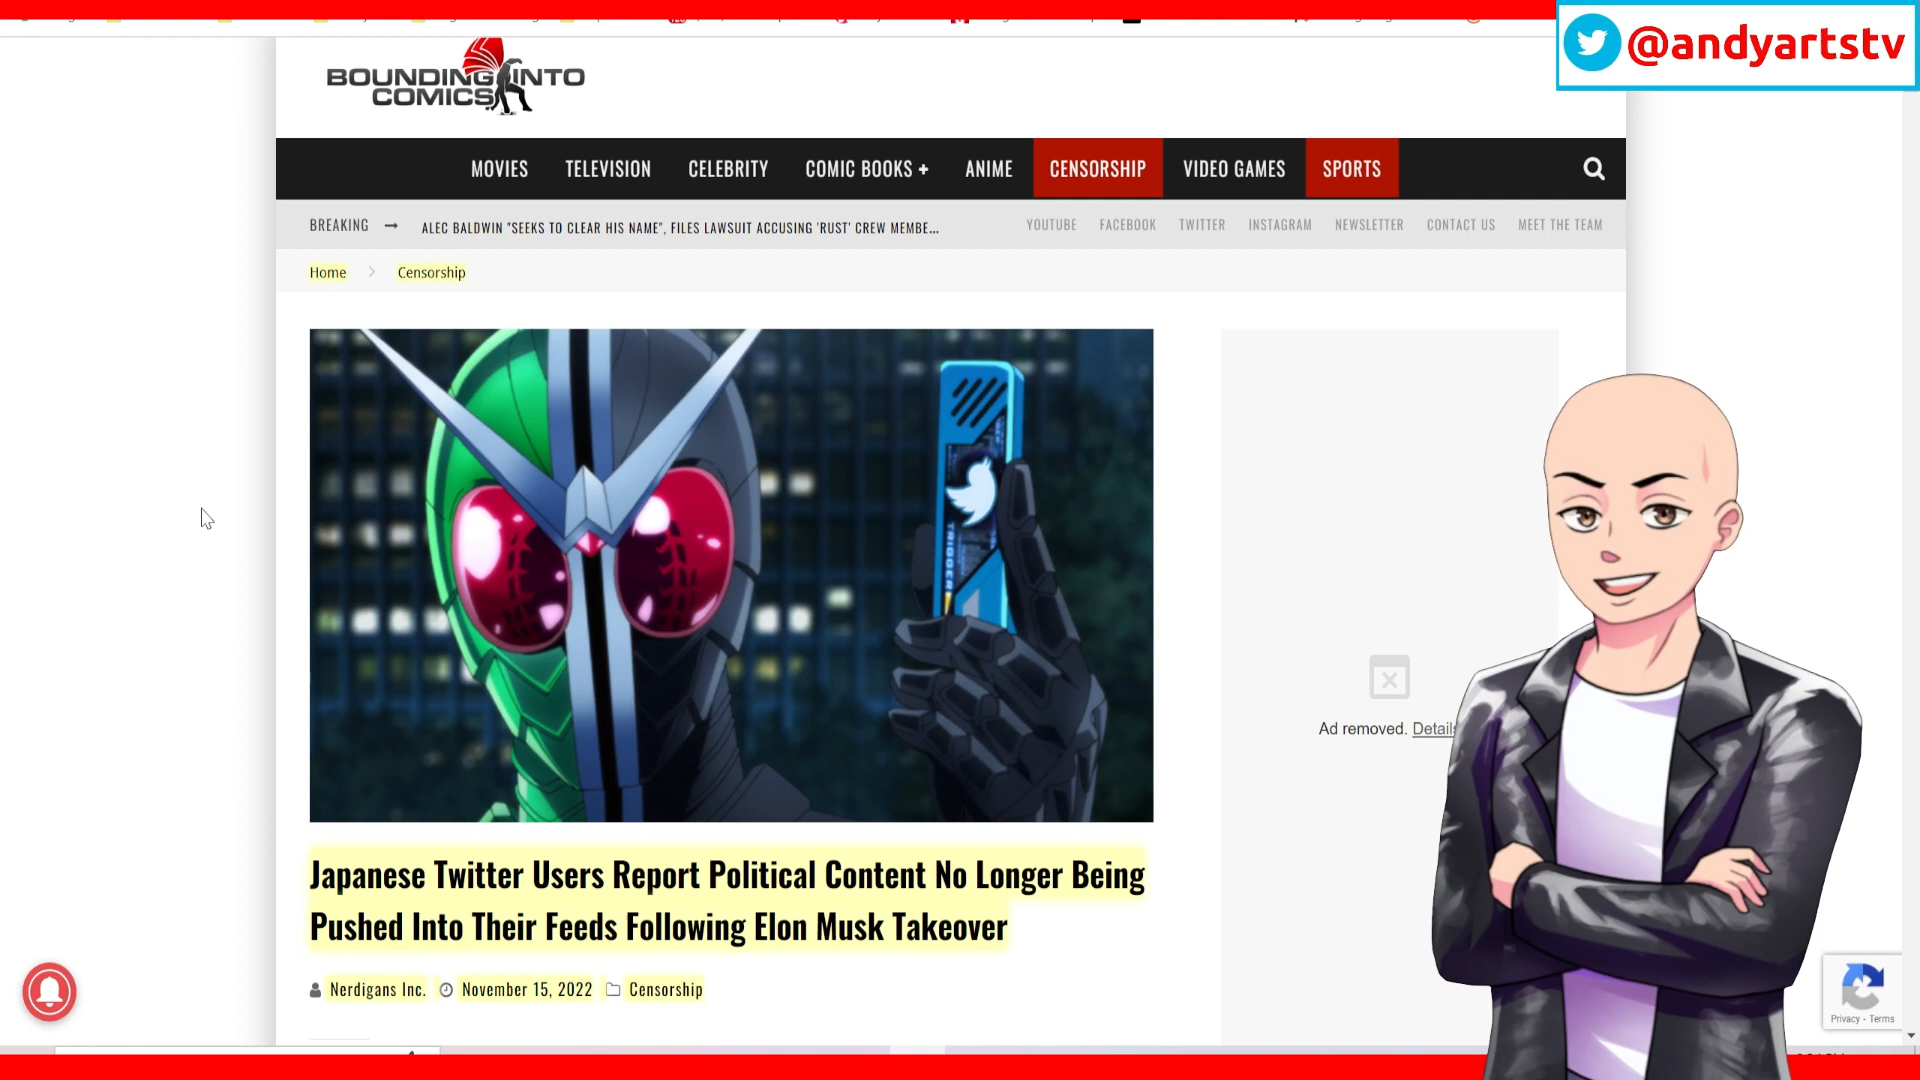 @andyartstv
BOUNDING INTO
COMICS
MOVIES TELEVISION CELEBRITY COMIC BOOKS + ANIME CENSORSHIP VIDEO GAMES SPORTS
BREAKING → ALEC BALDWIN "SEEKS TO CLEAR HIS NAME", FILES LAWSUIT ACCUSING 'RUST' CREW MEMBE... YOUTUBE FACEBOOK TWITTER INSTAGRAM NEWSLETTER CONTACT US MEET THE TEAM
Home > Censorship
TRIGGER
Ad removed. Details
Japanese Twitter Users Report Political Content No Longer Being
Pushed Into Their Feeds Following Elon Musk Takeover
Nerdigans Inc. November 15, 2022 Censorship
Privacy - Terms